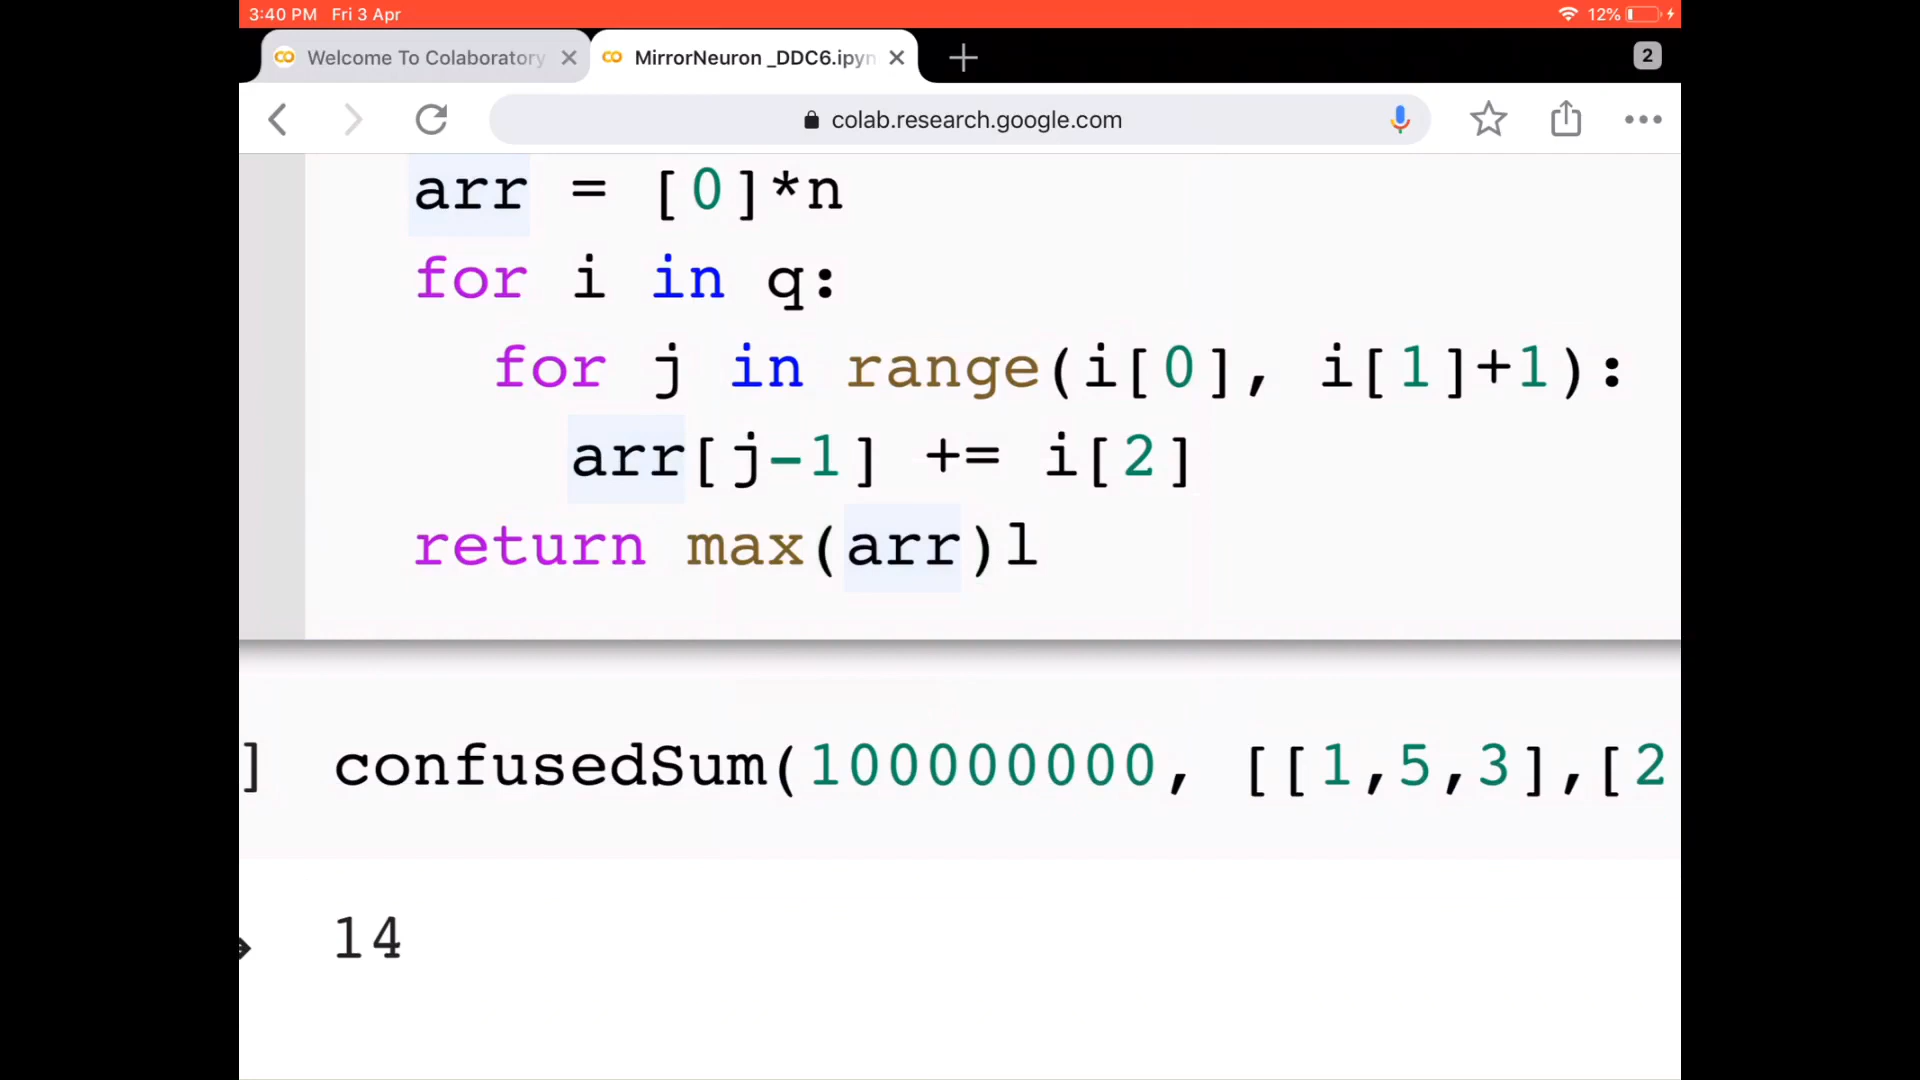 3:40 PM Fri 3 Apr
12%
Welcome To Colaboratory
MirrorNeuron _DDC6.ipyn
2
colab.research.google.com
arr = [0]*n
for i in q:
for j in range(i[0], i[1]+1):
arr[j-1] += i[2]
return max(arr)l
] confusedSum(100000000, [[1,5,3],[2
14